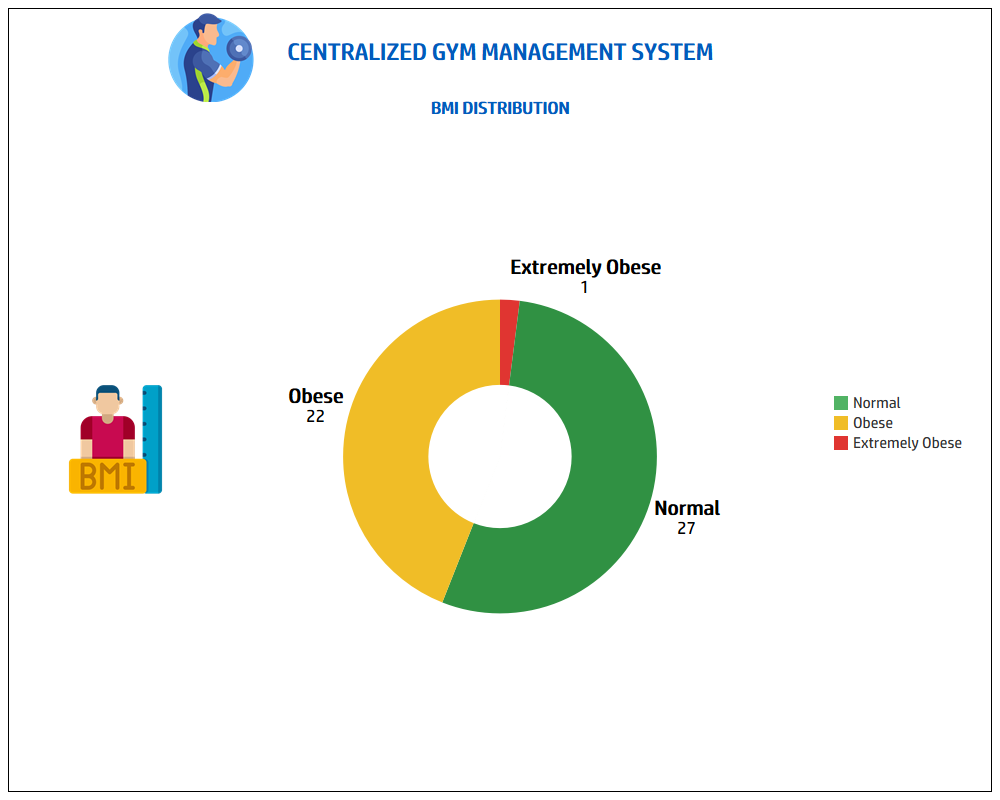 CENTRALIZED GYM MANAGEMENT SYSTEM
BMI DISTRIBUTION
Extremely Obese
1
Obese
22
Normal
27
BMI
Normal
Obese
Extremely Obese